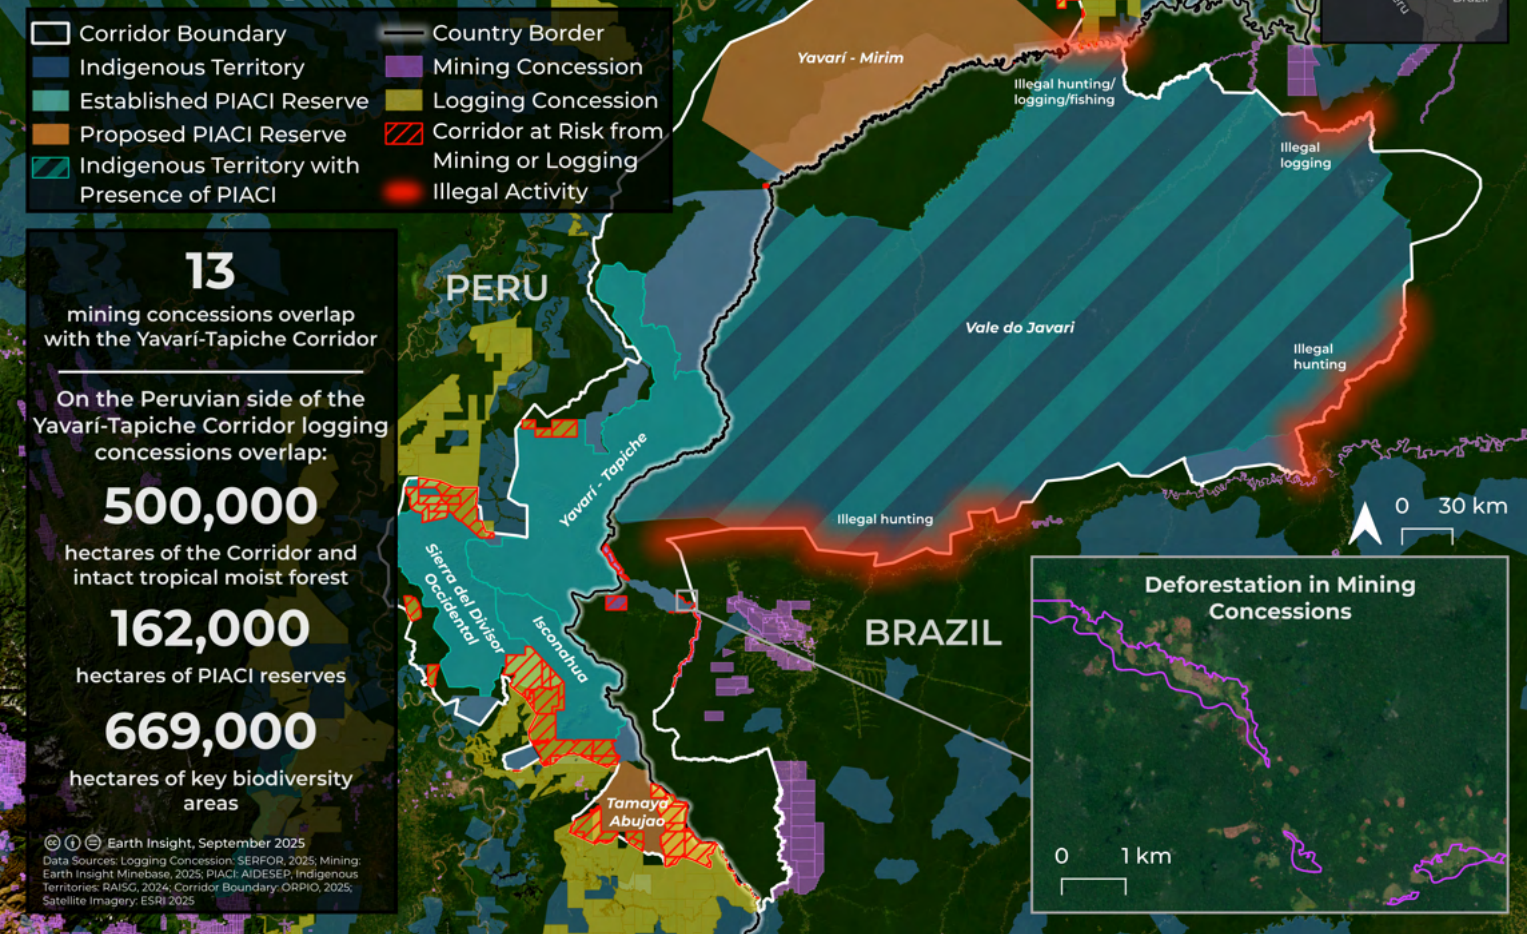 Corridor Boundary
Indigenous Territory
Established PIACI Reserve
Proposed PIACI Reserve
Indigenous Territory with
Presence of PIACI
Country Border
Mining Concession
Logging Concession
Corridor at Risk from
Mining or Logging
Illegal Activity
13
mining concessions overlap
with the Yavarí-Tapiche Corridor
On the Peruvian side of the
Yavarí-Tapiche Corridor logging
concessions overlap:
500,000
hectares of the Corridor and
intact tropical moist forest
162,000
hectares of PIACI reserves
669,000
hectares of key biodiversity
areas
Earth Insight, September 2025
Data Sources: Logging Concession: SERFOR, 2025; Mining:
Earth Insight Minebase, 2025; PIACI: AIDESEP, Indigenous
Territories: RAISG, 2024; Corridor Boundary: ORPIO, 2025;
Satellite Imagery: ESRI 2025
Yavarí - Mirim
Illegal hunting/
logging/fishing
Illegal
logging
PERU
Vale do Javari
Illegal
hunting
Yavarí - Tapiche
Illegal hunting
0 30 km
Sierra del Divisor
Occidental
Isconahua
BRAZIL
Tamaya
Abujao
Deforestation in Mining
Concessions
0 1 km